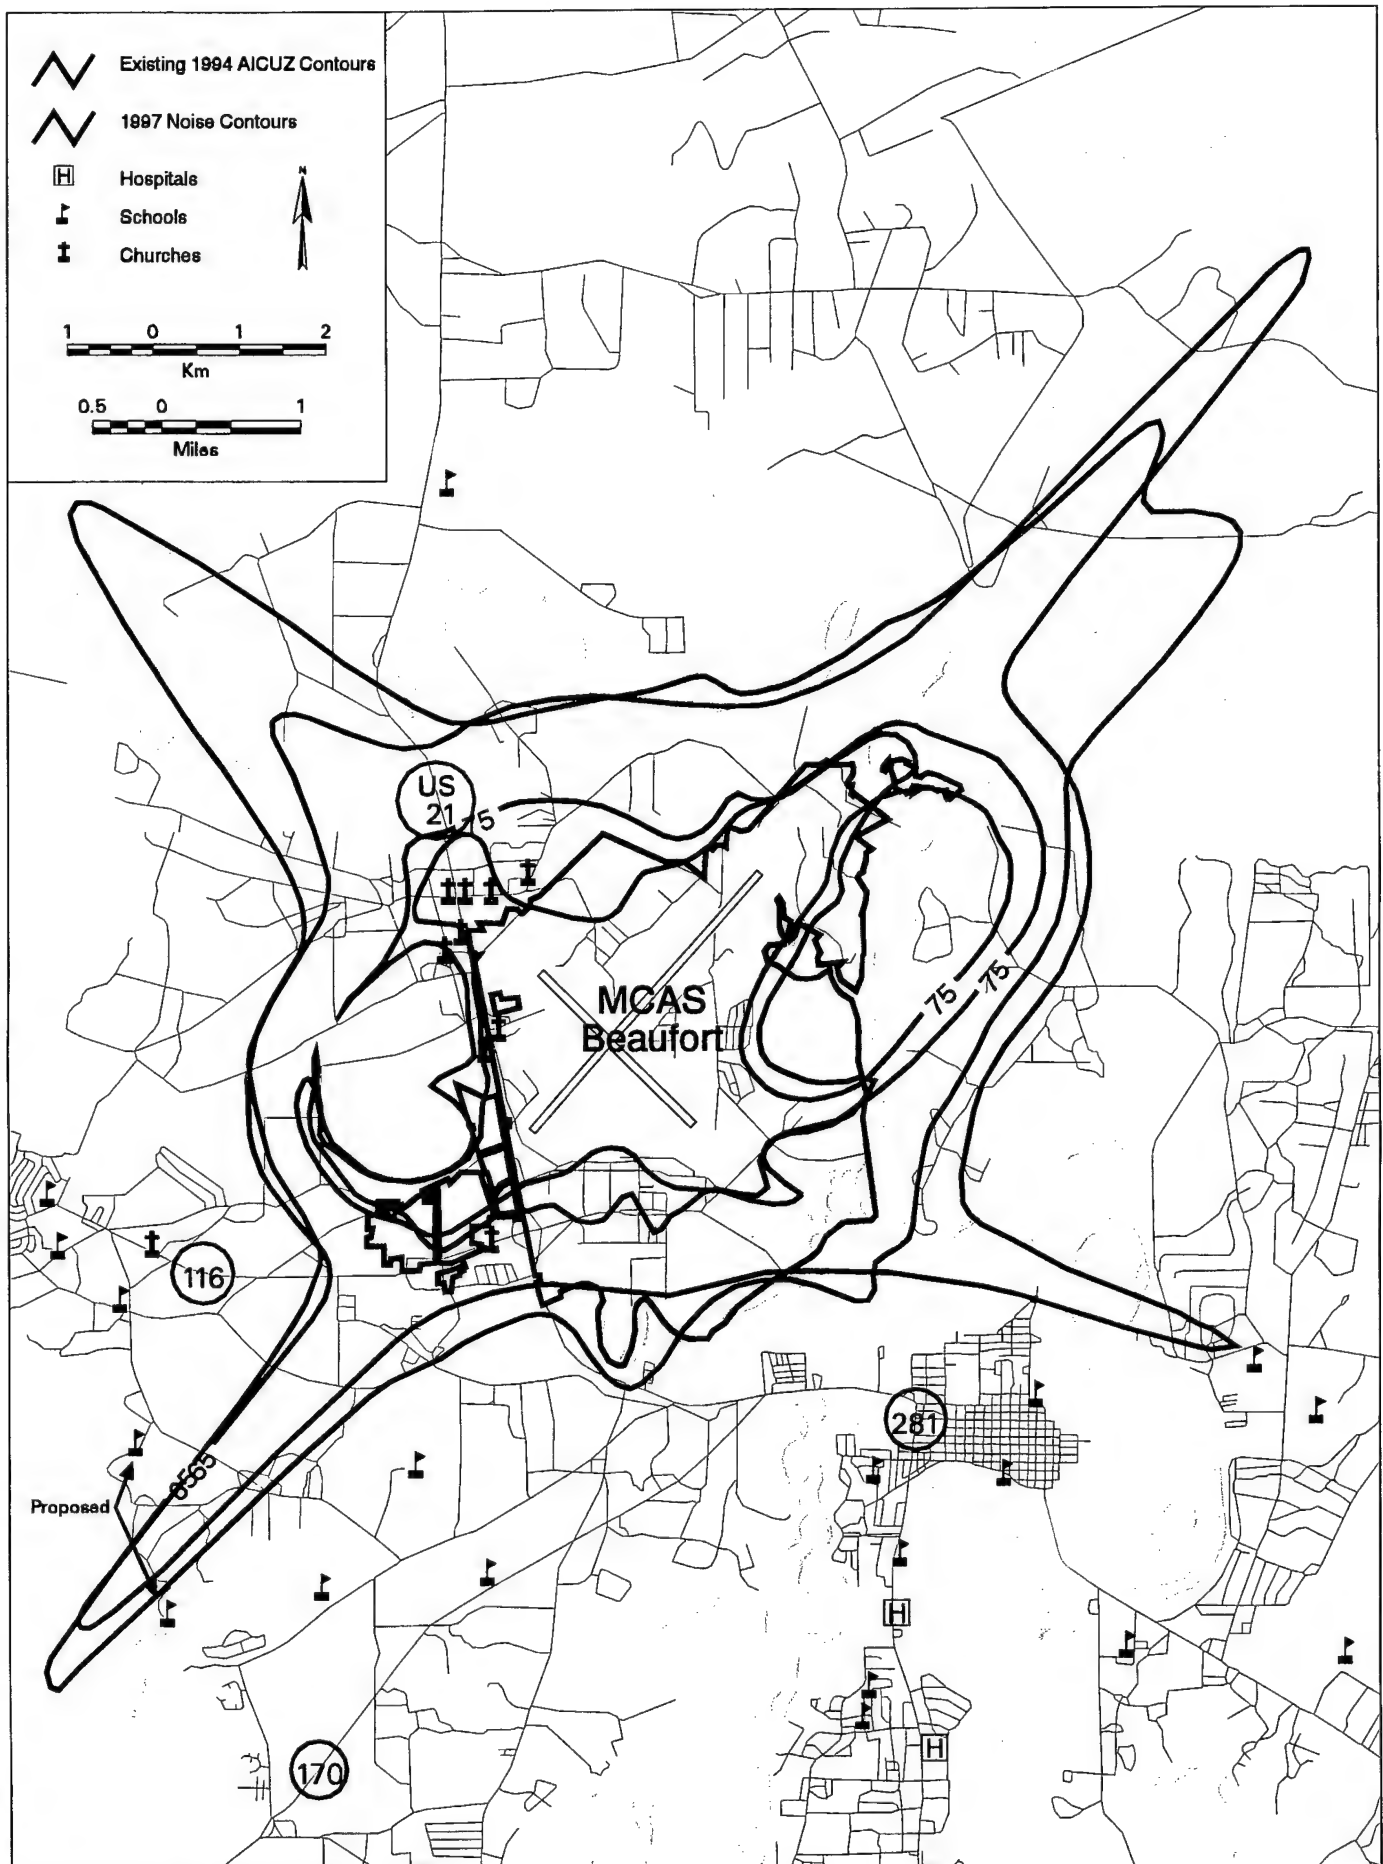 Existing 1994 AICUZ Contours
1997 Noise Contours
H Hospitals
N
Schools
Churches
1 0 1 2
Km
0.5 0 1
Miles
US
21
75
MCAS
Beaufort
75
75
116
281
65
65
Proposed
H
H
170